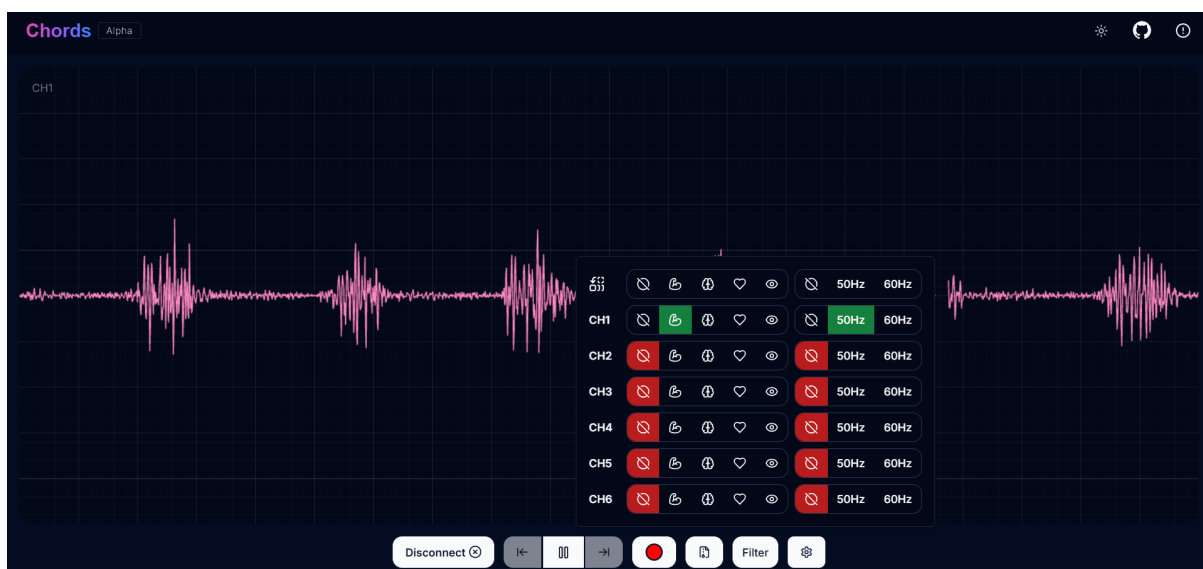 Chords Alpha
CH1
50Hz 60Hz
CH1 50Hz 60Hz
CH2 50Hz 60Hz
CH3 50Hz 60Hz
CH4 50Hz 60Hz
CH5 50Hz 60Hz
CH6 50Hz 60Hz
Disconnect Filter